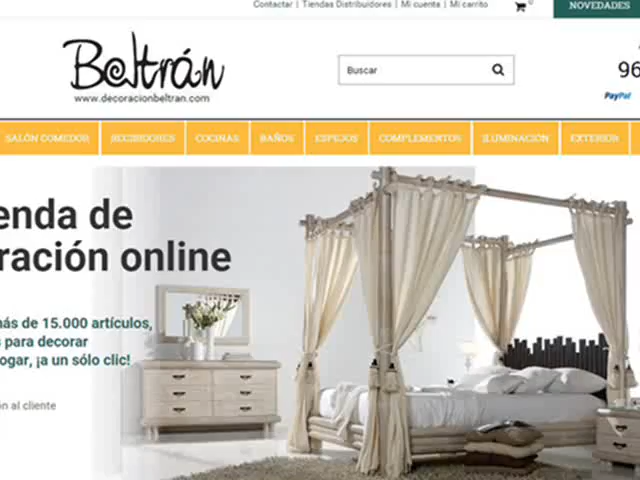 Contactar | Tiendas Distribuidores | Mi cuenta | Mi carrito
0
NOVEDADES
Beltrán
www.decoracionbeltran.com
Buscar
96
PayPal
SALÓN COMEDOR
RECIBIDORES
COCINAS
BAÑOS
ESPEJOS
COMPLEMENTOS
ILUMINACIÓN
EXTERIOR
enda de
ración online
más de 15.000 artículos,
s para decorar
ogar, ¡a un sólo clic!
ón al cliente